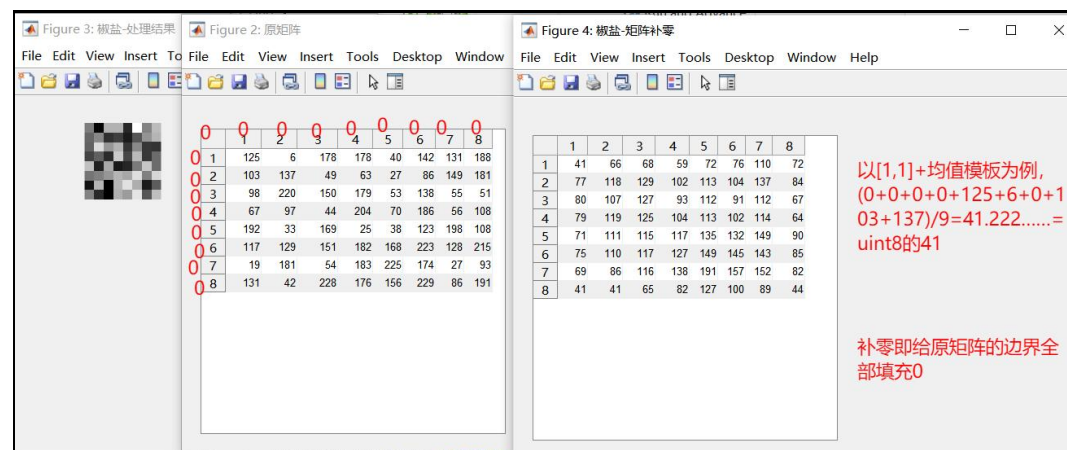 Figure 3: 椒盐-处理结果
File Edit View Insert To
Figure 2: 原矩阵
File Edit View Insert Tools Desktop Window
0 0 0 0 0 0 0 0 0
1 2 3 4 5 6 7 8
0 1 125 6 178 178 40 142 131 188
0 2 103 137 49 63 27 86 149 181
0 3 98 220 150 179 53 138 55 51
0 4 67 97 44 204 70 186 56 108
0 5 192 33 169 25 38 123 198 108
0 6 117 129 151 182 168 223 128 215
0 7 19 181 54 183 225 174 27 93
0 8 131 42 228 176 156 229 86 191
Figure 4: 椒盐-矩阵补零
File Edit View Insert Tools Desktop Window Help
1 2 3 4 5 6 7 8
1 41 66 68 59 72 76 110 72
2 77 118 129 102 113 104 137 84
3 80 107 127 93 112 91 112 67
4 79 119 125 104 113 102 114 64
5 71 111 115 117 135 132 149 90
6 75 110 117 127 149 145 143 85
7 69 86 116 138 191 157 152 82
8 41 41 65 82 127 100 89 44
以[1,1]+均值模板为例,
(0+0+0+0+125+6+0+1
03+137)/9=41.222......=
uint8的41
补零即给原矩阵的边界全
部填充0